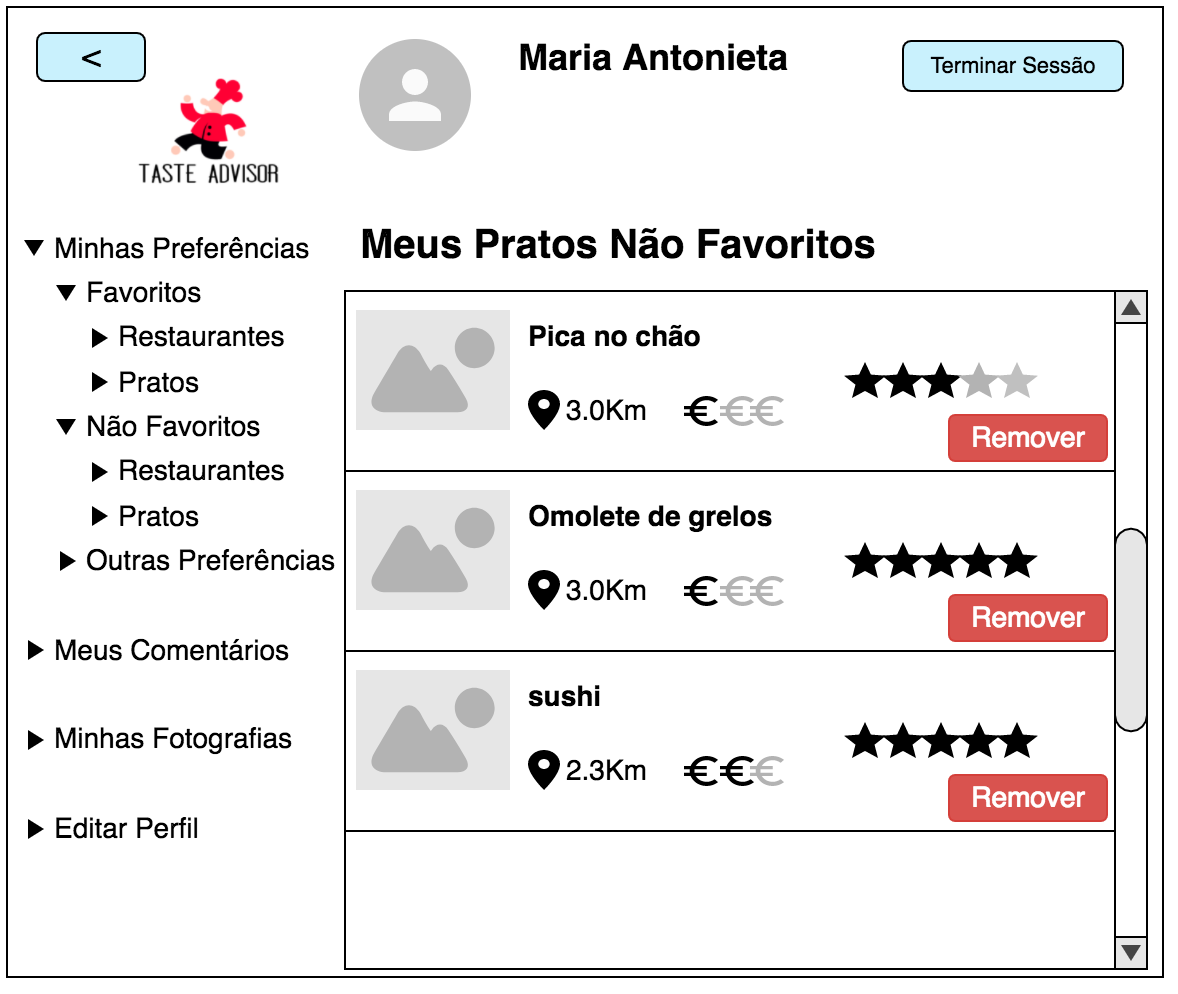 <
Maria Antonieta
Terminar Sessão
TASTE ADVISOR
Minhas Preferências
Favoritos
Restaurantes
Pratos
Não Favoritos
Restaurantes
Pratos
Outras Preferências
Meus Comentários
Minhas Fotografias
Editar Perfil
Meus Pratos Não Favoritos
Pica no chão
3.0Km €€€
Remover
Omolete de grelos
3.0Km €€€
Remover
sushi
2.3Km €€€
Remover